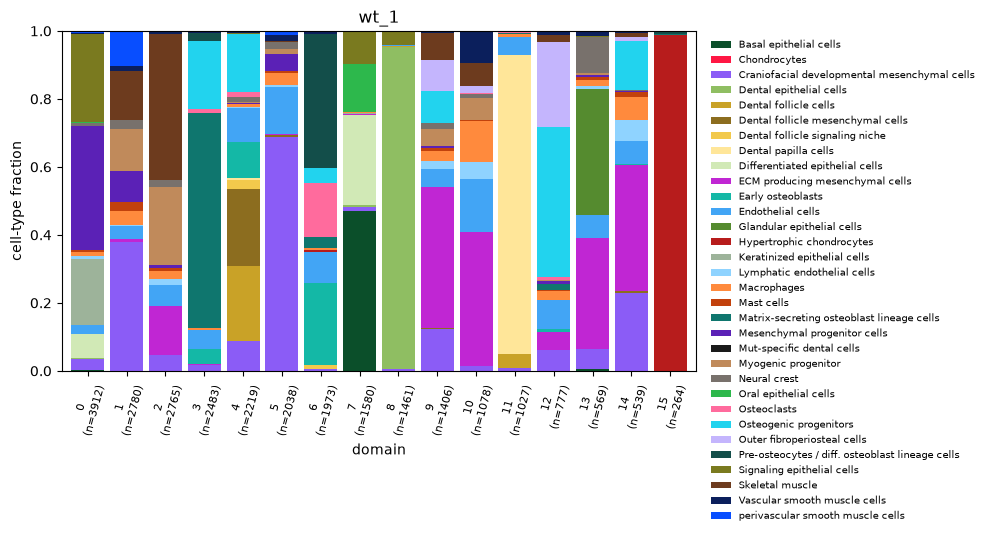 wt_1
1.0
0.8
0.6
0.4
0.2
0.0
cell-type fraction
0
(n=3912)
1
(n=2780)
2
(n=2765)
3
(n=2483)
4
(n=2219)
5
(n=2038)
6
(n=1973)
7
(n=1580)
8
(n=1461)
9
(n=1406)
10
(n=1078)
11
(n=1027)
12
(n=777)
13
(n=569)
14
(n=539)
15
(n=264)
domain
Basal epithelial cells
Chondrocytes
Craniofacial developmental mesenchymal cells
Dental epithelial cells
Dental follicle cells
Dental follicle mesenchymal cells
Dental follicle signaling niche
Dental papilla cells
Differentiated epithelial cells
ECM producing mesenchymal cells
Early osteoblasts
Endothelial cells
Glandular epithelial cells
Hypertrophic chondrocytes
Keratinized epithelial cells
Lymphatic endothelial cells
Macrophages
Mast cells
Matrix-secreting osteoblast lineage cells
Mesenchymal progenitor cells
Mut-specific dental cells
Myogenic progenitor
Neural crest
Oral epithelial cells
Osteoclasts
Osteogenic progenitors
Outer fibroperiosteal cells
Pre-osteocytes / diff. osteoblast lineage cells
Signaling epithelial cells
Skeletal muscle
Vascular smooth muscle cells
perivascular smooth muscle cells